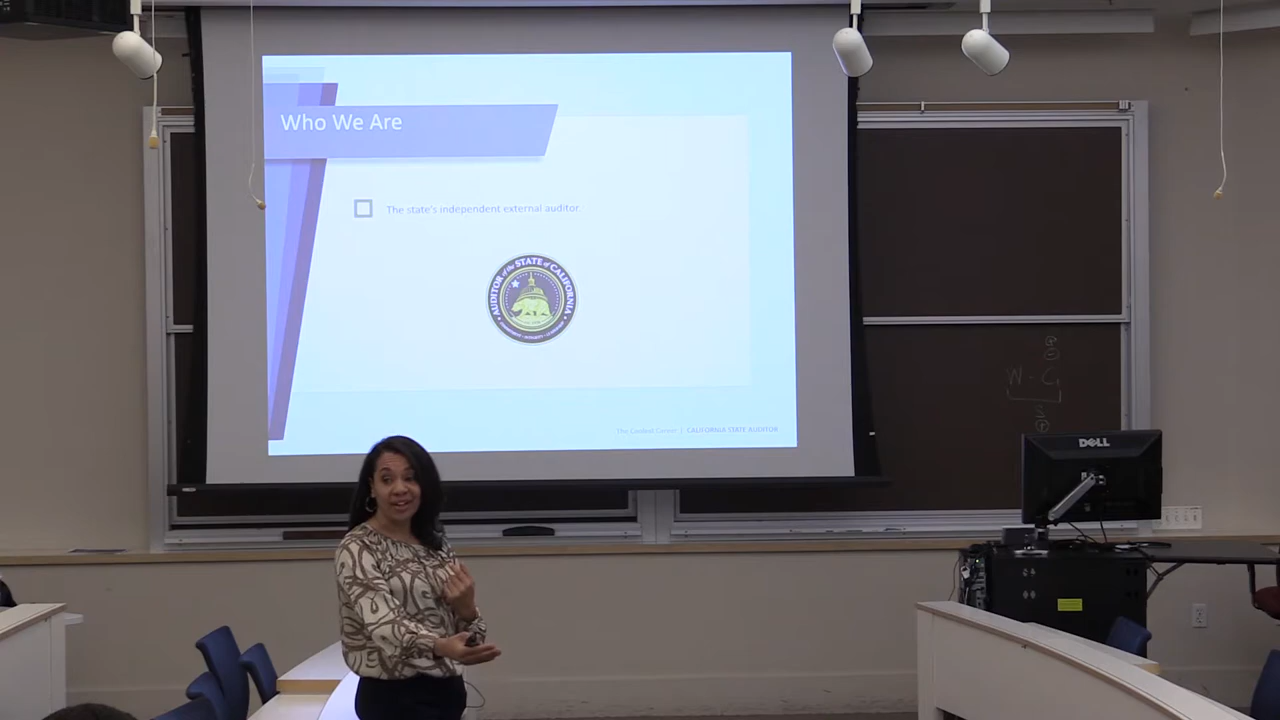 Who We Are
The state's independent external auditor.
AUDITOR of the STATE of CALIFORNIA
CALIFORNIA STATE AUDITOR
W · C
S
DELL